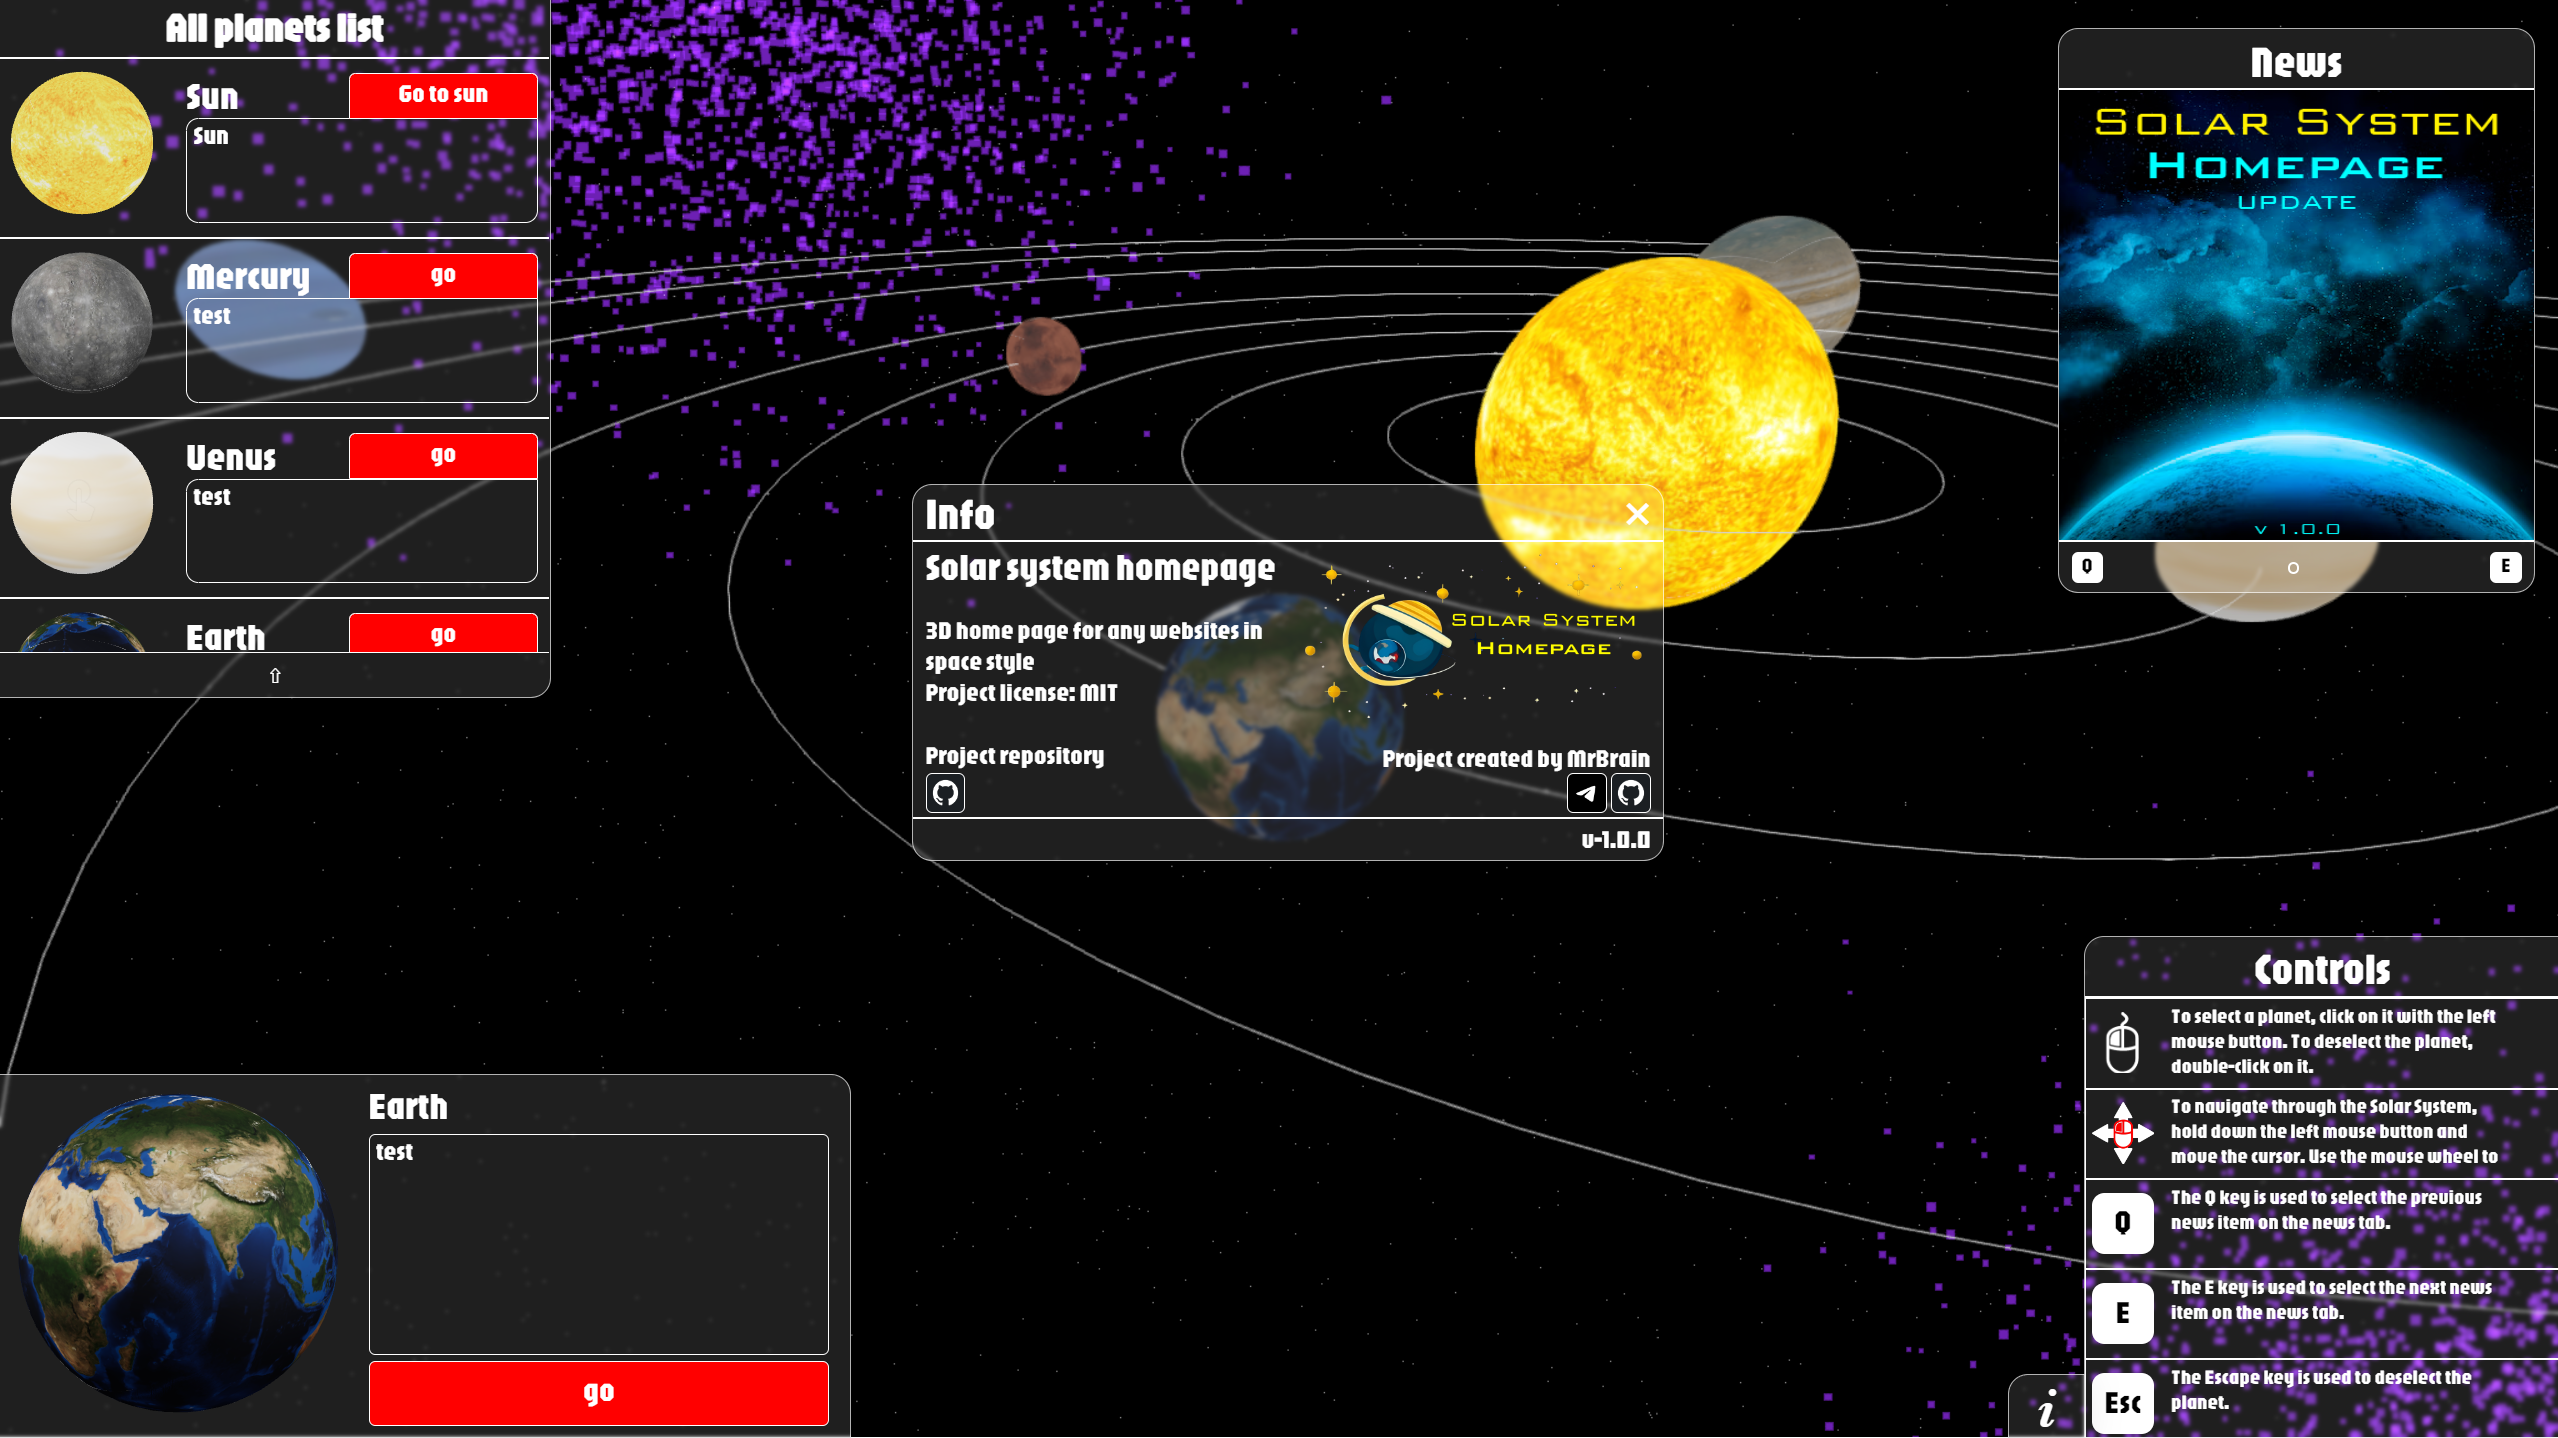 All planets list
Sun
Go to sun
Sun
Mercury
go
test
Venus
go
test
Earth
go
⇧
Info
Solar system homepage
3D home page for any websites in
space style
Project license: MIT
Solar System
Homepage
Project repository
Project created by MrBrain
v-1.0.0
News
Solar System
Homepage
update
v 1.0.0
Q
E
Earth
test
go
Controls
To select a planet, click on it with the left
mouse button. To deselect the planet,
double-click on it.
To navigate through the Solar System,
hold down the left mouse button and
move the cursor. Use the mouse wheel to
Q
The Q key is used to select the previous
news item on the news tab.
E
The E key is used to select the next news
item on the news tab.
Esc
The Escape key is used to deselect the
planet.
i